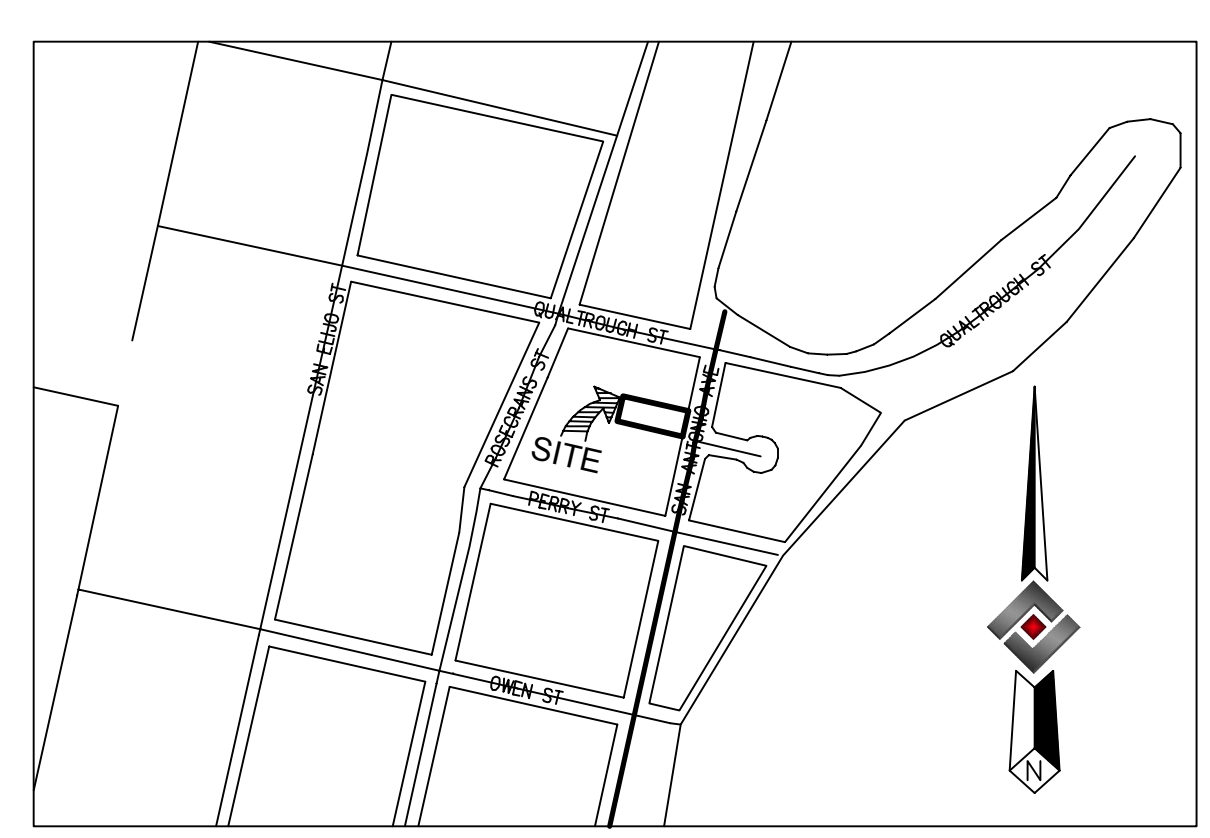 QUALTROUGH ST
QUALTROUGH ST
SAN ELIJO ST
ROSECRANS ST
SAN ANTONIO AVE
SITE
PERRY ST
OWEN ST
N